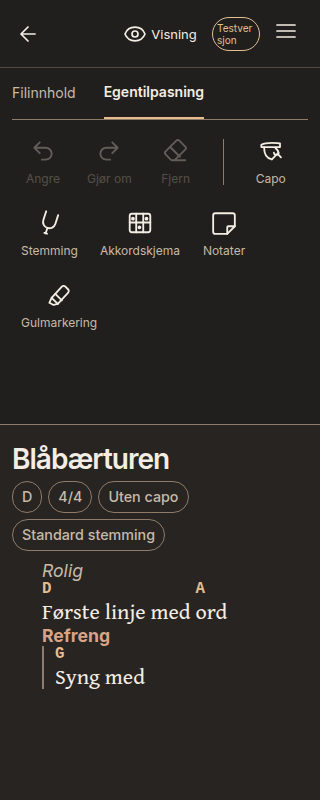 Visning
Testver
sjon
Filinnhold Egentilpasning
Angre Gjør om Fjern Capo
Stemming Akkordskjema Notater
Gulmarkering
Blåbærturen
D 4/4 Uten capo
Standard stemming
Rolig
D A
Første linje med ord
Refreng
G
Syng med